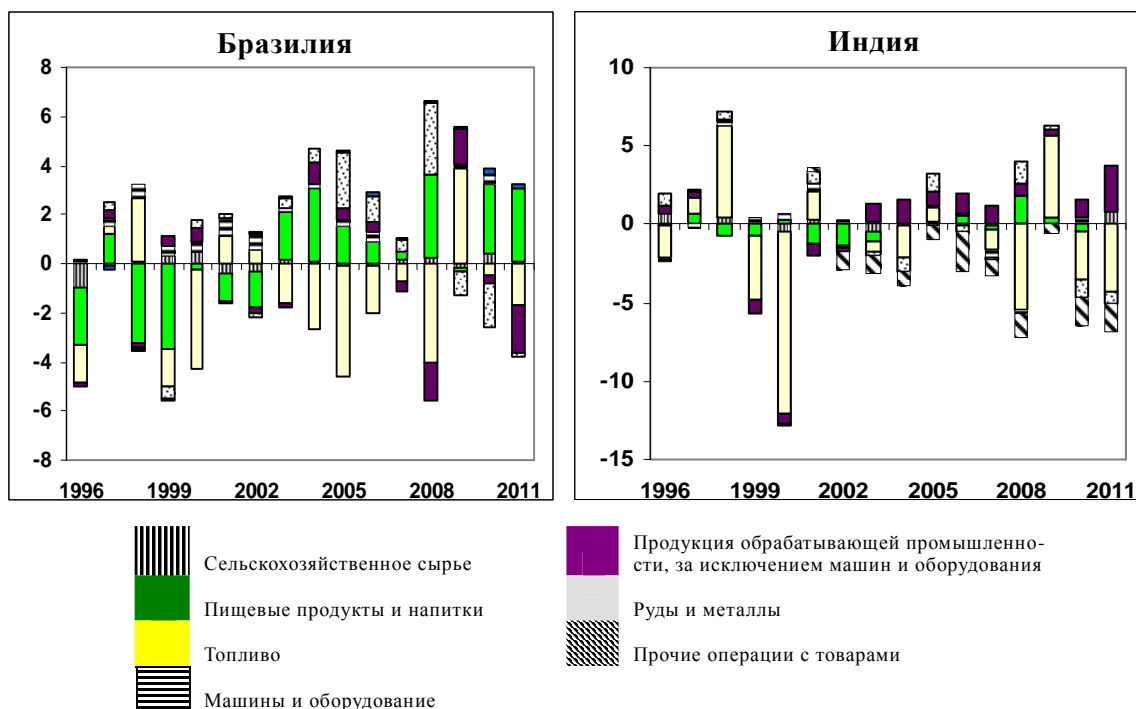 Бразилия
8
6
4
2
0
-2
-4
-6
-8
1996 1999 2002 2005 2008 2011
Индия
10
5
0
-5
-10
-15
1996 1999 2002 2005 2008 2011
Сельскохозяйственное сырье
Пищевые продукты и напитки
Топливо
Машины и оборудование
Продукция обрабатывающей промышленно-
сти, за исключением машин и оборудования
Руды и металлы
Прочие операции с товарами